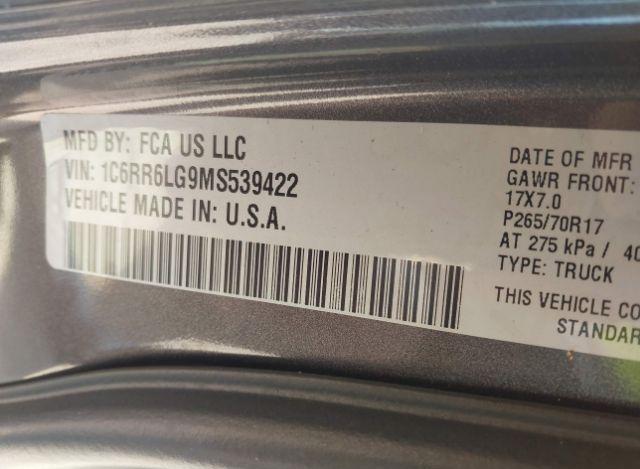 MFD BY: FCA US LLC
VIN: 1C6RR6LG9MS539422
VEHICLE MADE IN: U.S.A.
DATE OF MFR
GAWR FRONT:
17X7.0
P265/70R17
AT 275 kPa / 40
TYPE: TRUCK
THIS VEHICLE CO
STANDAR